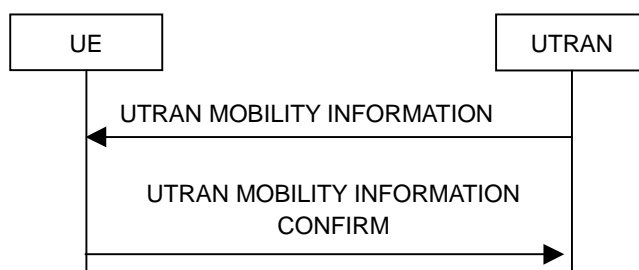 UE
UTRAN
UTRAN MOBILITY INFORMATION
UTRAN MOBILITY INFORMATION
CONFIRM